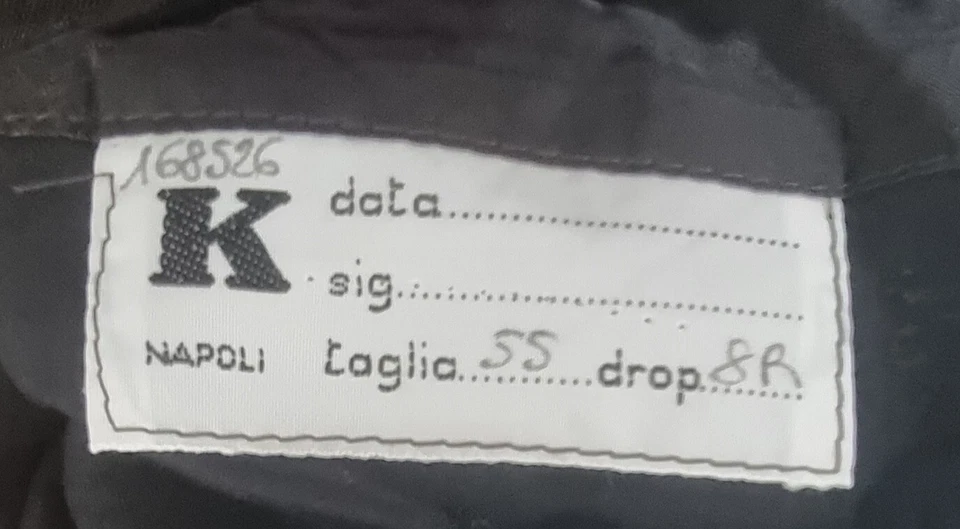 168526
K
data
sig.
NAPOLI taglia 55 drop 8R